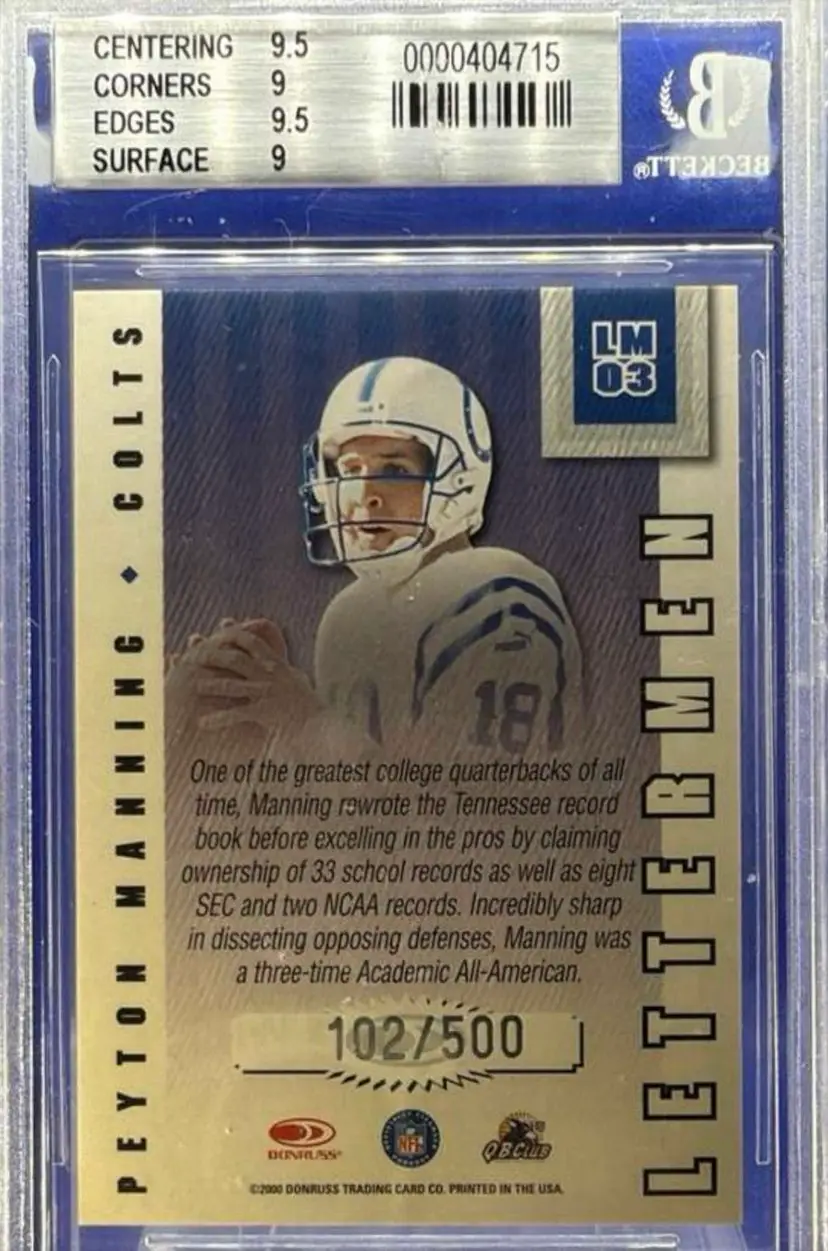 CENTERING 9.5
CORNERS 9
EDGES 9.5
SURFACE 9
0000404715
BECKETT®
LM
03
PEYTON MANNING ◆ COLTS
LETTERMEN
18
One of the greatest college quarterbacks of all
time, Manning rewrote the Tennessee record
book before excelling in the pros by claiming
ownership of 33 school records as well as eight
SEC and two NCAA records. Incredibly sharp
in dissecting opposing defenses, Manning was
a three-time Academic All-American.
102/500
DONRUSS®
NFL
QB CLUB
©2000 DONRUSS TRADING CARD CO. PRINTED IN THE USA.